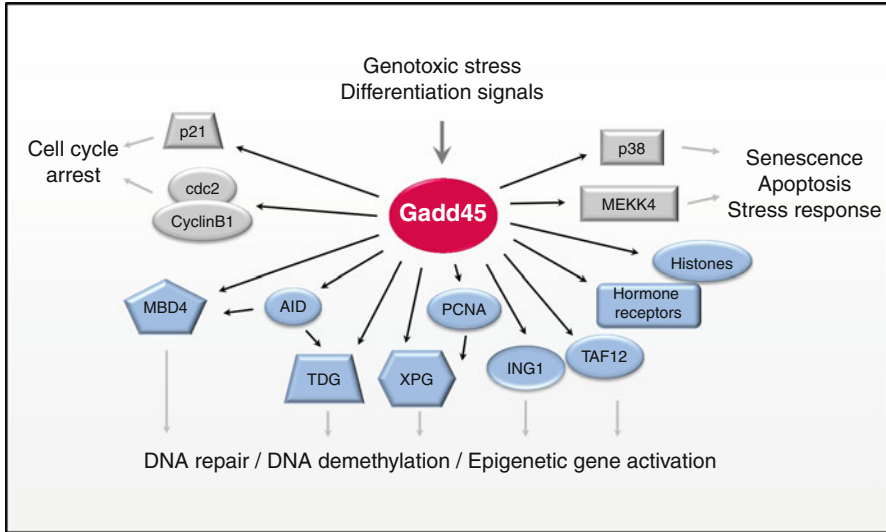 Genotoxic stress
Differentiation signals
p21
Cell cycle
arrest
cdc2
CyclinB1
Gadd45
p38
MEKK4
Senescence
Apoptosis
Stress response
Histones
Hormone
receptors
MBD4
AID
PCNA
TDG
XPG
ING1
TAF12
DNA repair / DNA demethylation / Epigenetic gene activation